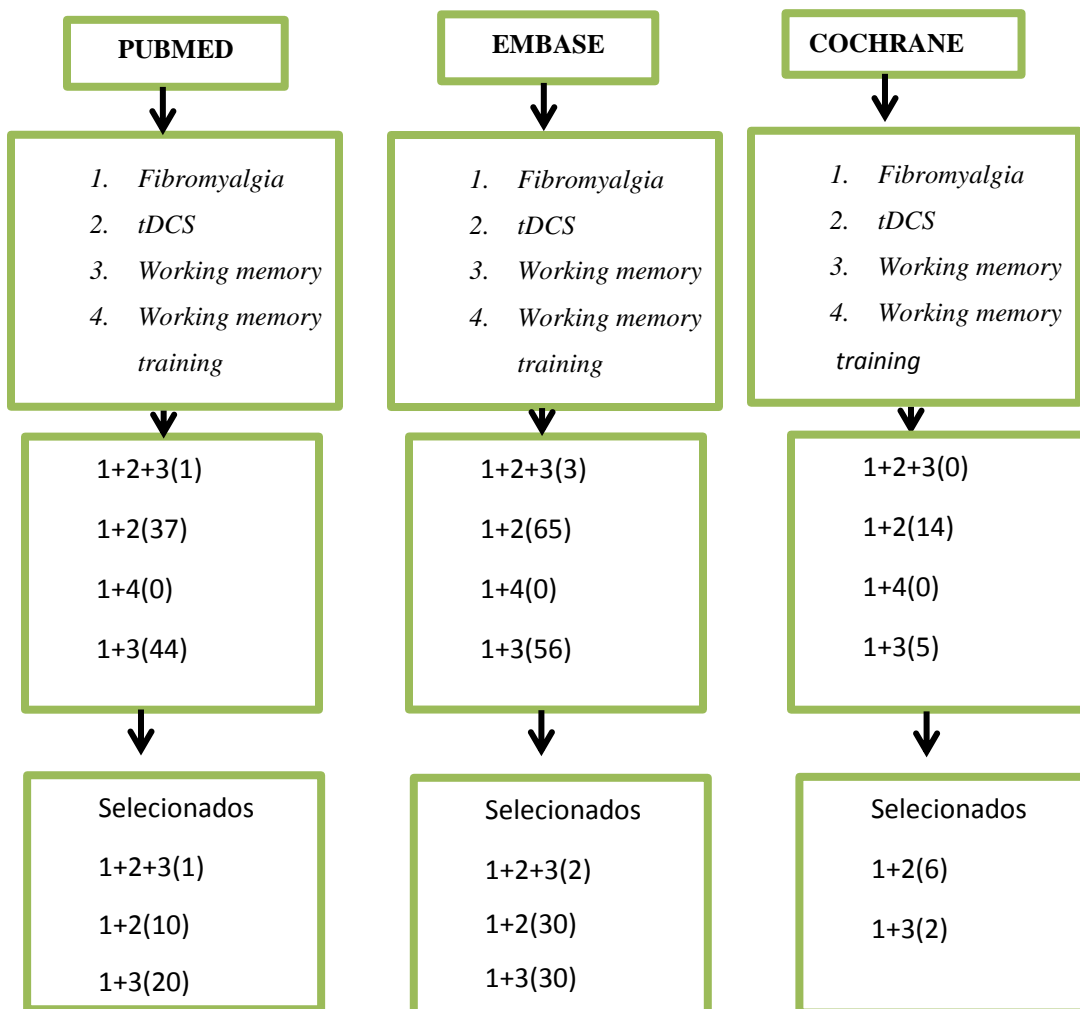 PUBMED
1. Fibromyalgia
2. tDCS
3. Working memory
4. Working memory
training
1+2+3(1)
1+2(37)
1+4(0)
1+3(44)
Selecionados
1+2+3(1)
1+2(10)
1+3(20)
EMBASE
1. Fibromyalgia
2. tDCS
3. Working memory
4. Working memory
training
1+2+3(3)
1+2(65)
1+4(0)
1+3(56)
Selecionados
1+2+3(2)
1+2(30)
1+3(30)
COCHRANE
1. Fibromyalgia
2. tDCS
3. Working memory
4. Working memory
training
1+2+3(0)
1+2(14)
1+4(0)
1+3(5)
Selecionados
1+2(6)
1+3(2)